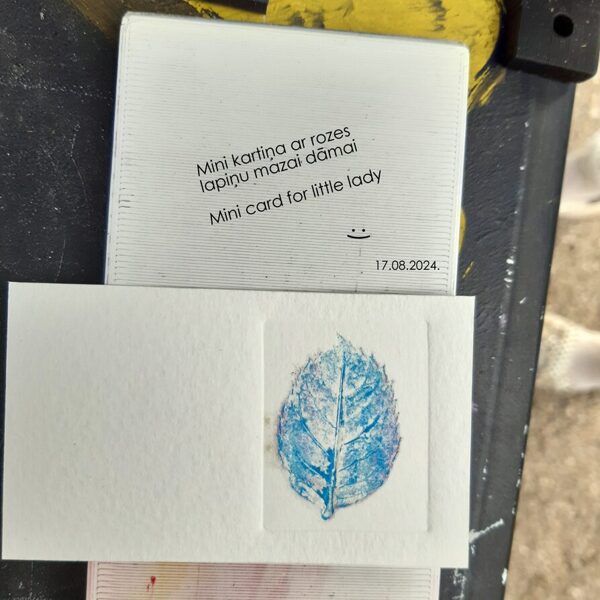 Mini kartiņa ar rozes
lapiņu mazai dāmai
Mini card for little lady
17.08.2024.